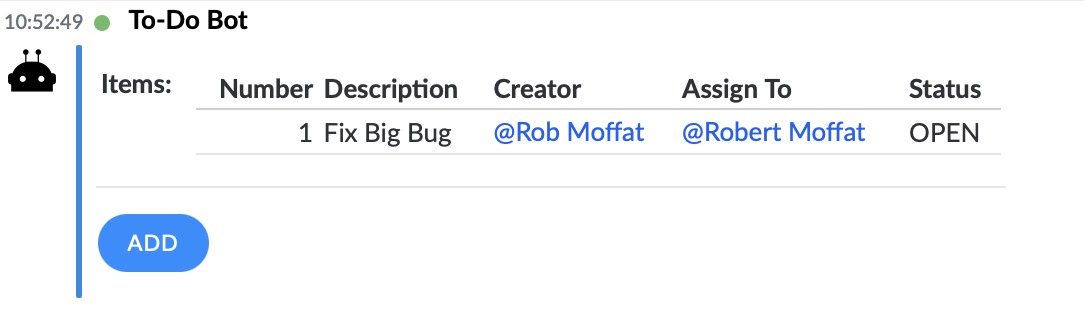 10:52:49 To-Do Bot
Items: Number Description Creator Assign To Status
1 Fix Big Bug @Rob Moffat @Robert Moffat OPEN
ADD